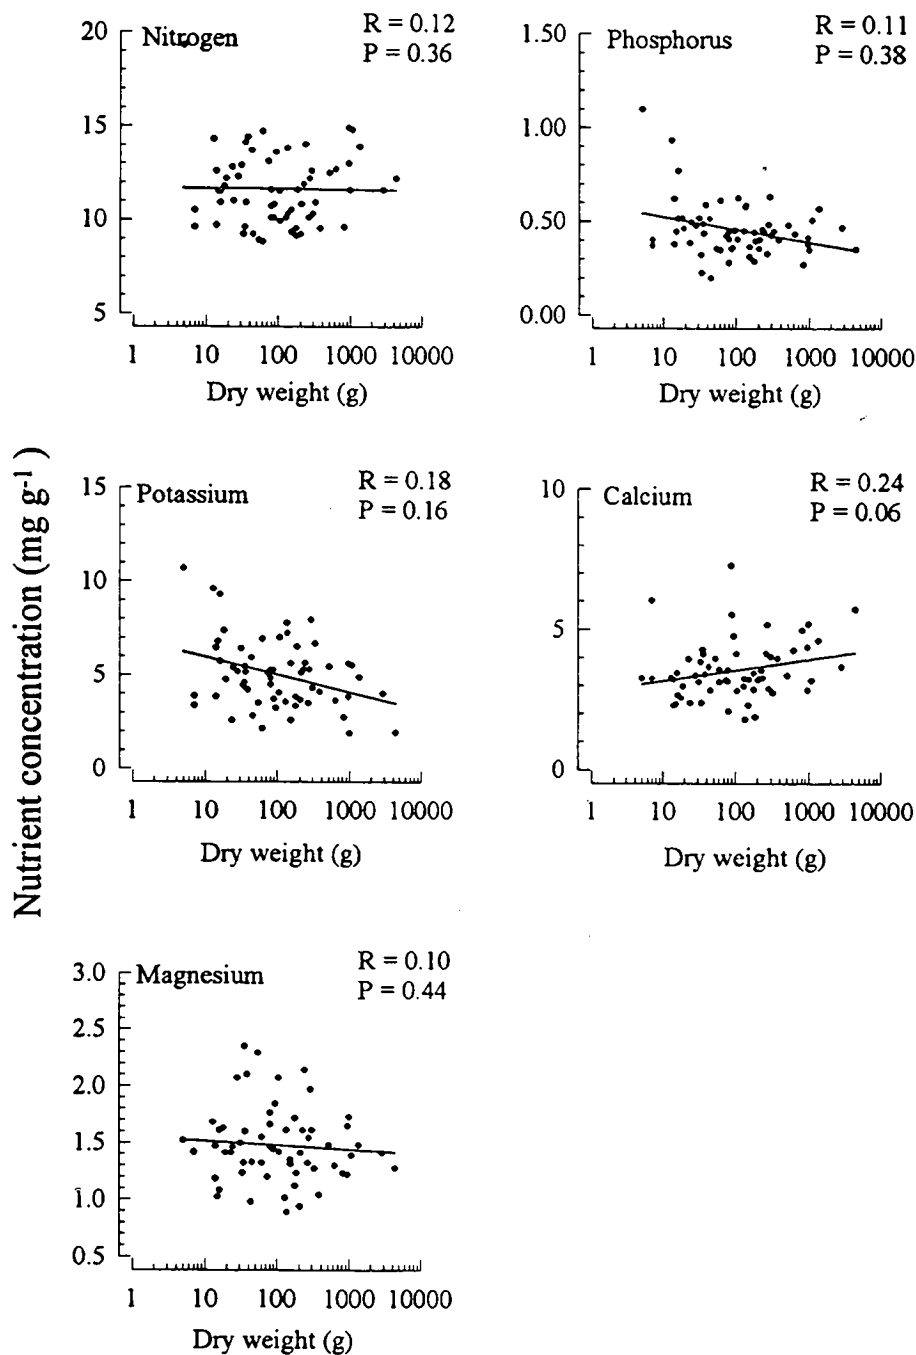 Nutrient concentration (mg g-1 )
Nitrogen
R = 0.12
P = 0.36
20
15
10
5
1 10 100 1000 10000
Dry weight (g)
Phosphorus
R = 0.11
P = 0.38
1.50
1.00
0.50
0.00
1 10 100 1000 10000
Dry weight (g)
Potassium
R = 0.18
P = 0.16
15
10
5
0
1 10 100 1000 10000
Dry weight (g)
Calcium
R = 0.24
P = 0.06
10
5
0
1 10 100 1000 10000
Dry weight (g)
Magnesium
R = 0.10
P = 0.44
3.0
2.5
2.0
1.5
1.0
0.5
1 10 100 1000 10000
Dry weight (g)